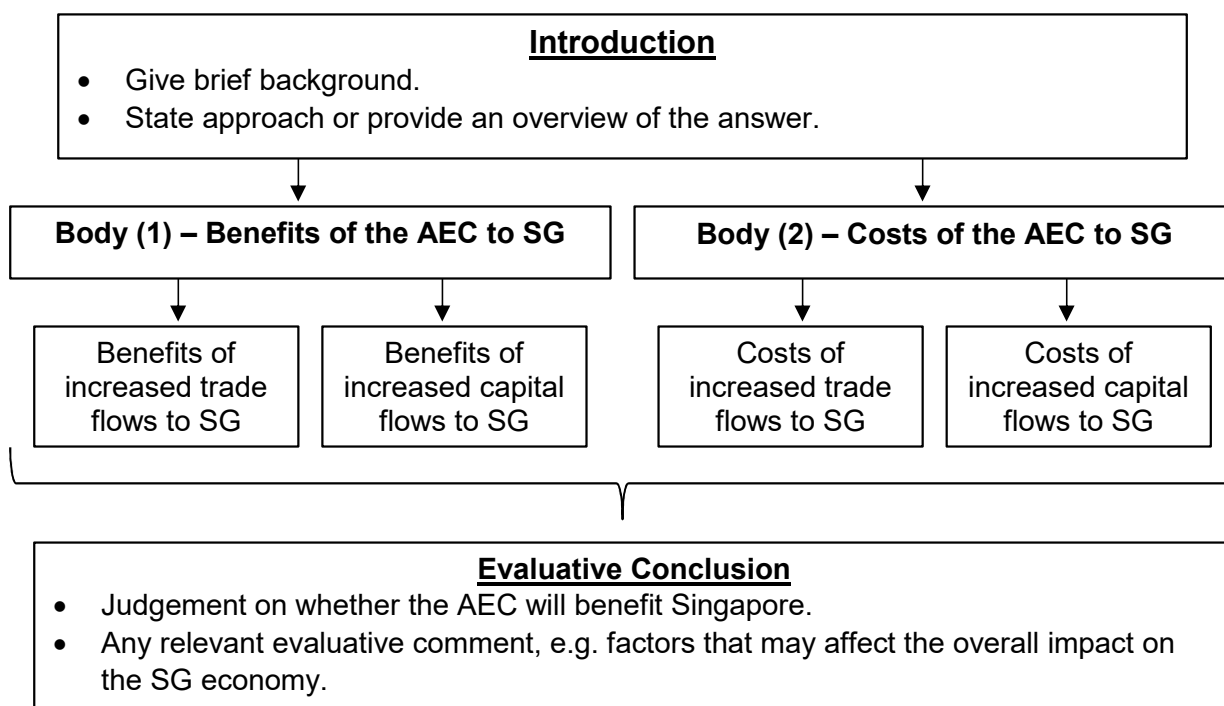 Introduction
• Give brief background.
• State approach or provide an overview of the answer.
Body (1) – Benefits of the AEC to SG
Body (2) – Costs of the AEC to SG
Benefits of
increased trade
flows to SG
Benefits of
increased capital
flows to SG
Costs of
increased trade
flows to SG
Costs of
increased capital
flows to SG
Evaluative Conclusion
• Judgement on whether the AEC will benefit Singapore.
• Any relevant evaluative comment, e.g. factors that may affect the overall impact on
the SG economy.